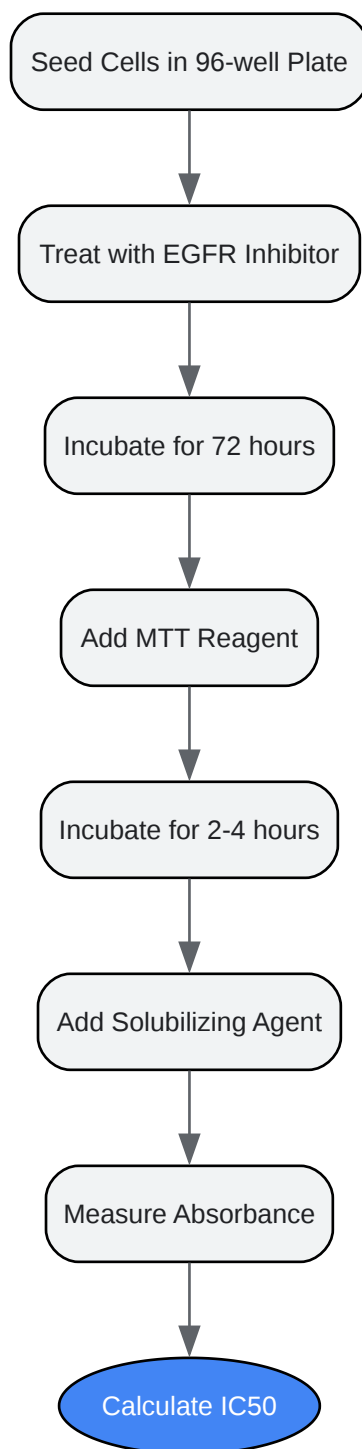 Seed Cells in 96-well Plate
Treat with EGFR Inhibitor
Incubate for 72 hours
Add MTT Reagent
Incubate for 2-4 hours
Add Solubilizing Agent
Measure Absorbance
Calculate IC50